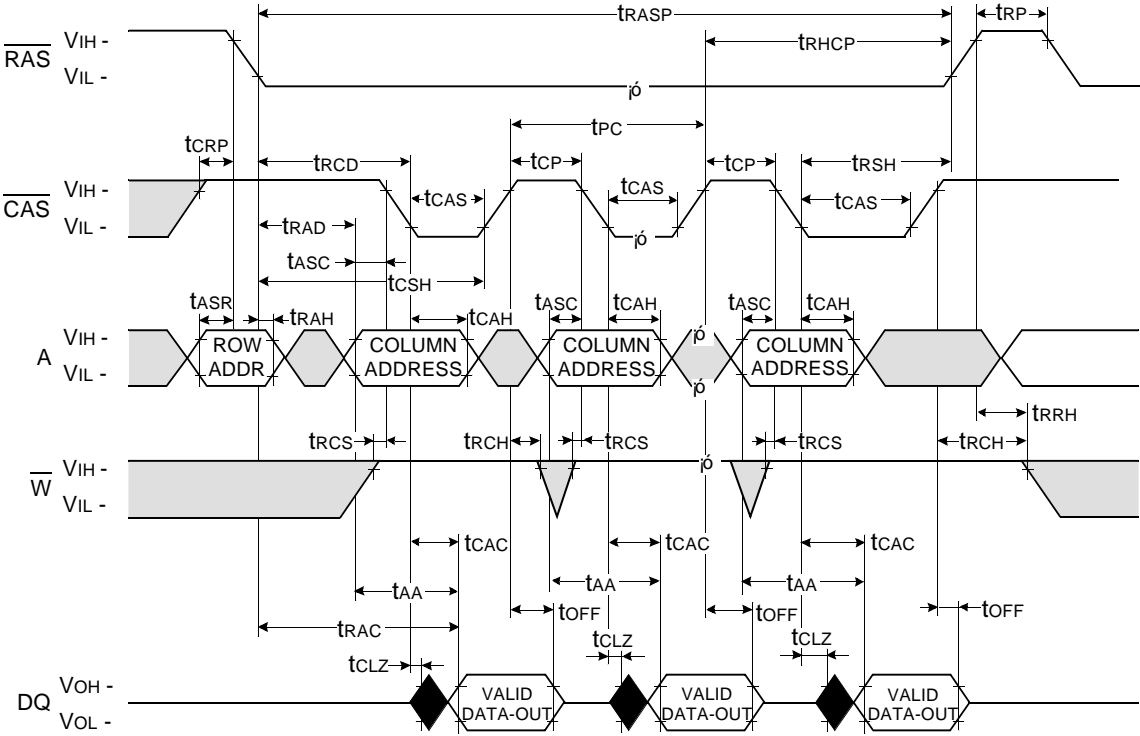 tRASP
tRP
RAS
VIH -
VIL -
tRHCP
¡ó
tCRP
tRCD
tPC
tCP
tCP
tRSH
CAS
VIH -
VIL -
tCAS
tCAS
tCAS
¡ó
tRAD
tASC
tCSH
tASR
tRAH
tCAH
tASC
tCAH
tASC
tCAH
A
VIH -
VIL -
ROW
ADDR
COLUMN
ADDRESS
COLUMN
ADDRESS
¡ó
¡ó
COLUMN
ADDRESS
tRRH
tRCS
tRCH
tRCS
tRCS
tRCH
W
VIH -
VIL -
¡ó
tCAC
tCAC
tCAC
tAA
tAA
tAA
tOFF
tOFF
tOFF
tRAC
tCLZ
tCLZ
tCLZ
DQ
VOH -
VOL -
VALID
DATA-OUT
VALID
DATA-OUT
VALID
DATA-OUT